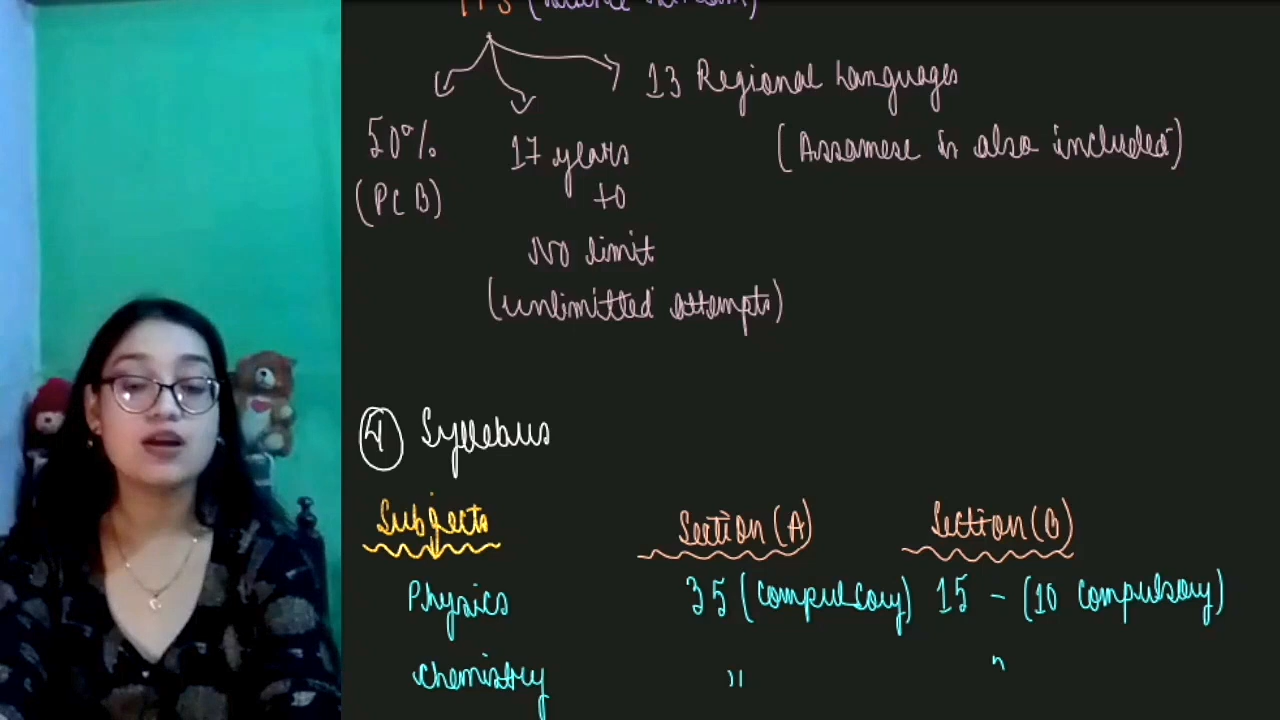 13 Regional Languages
50% 17 years (Assamese is also included)
(PCB) to
No limit
(unlimitted attempts)
4 Syllebus
Subjects Section (A) Section (B)
Physics 35 (compulsory) 15 - (10 compulsory)
Chemistry " "